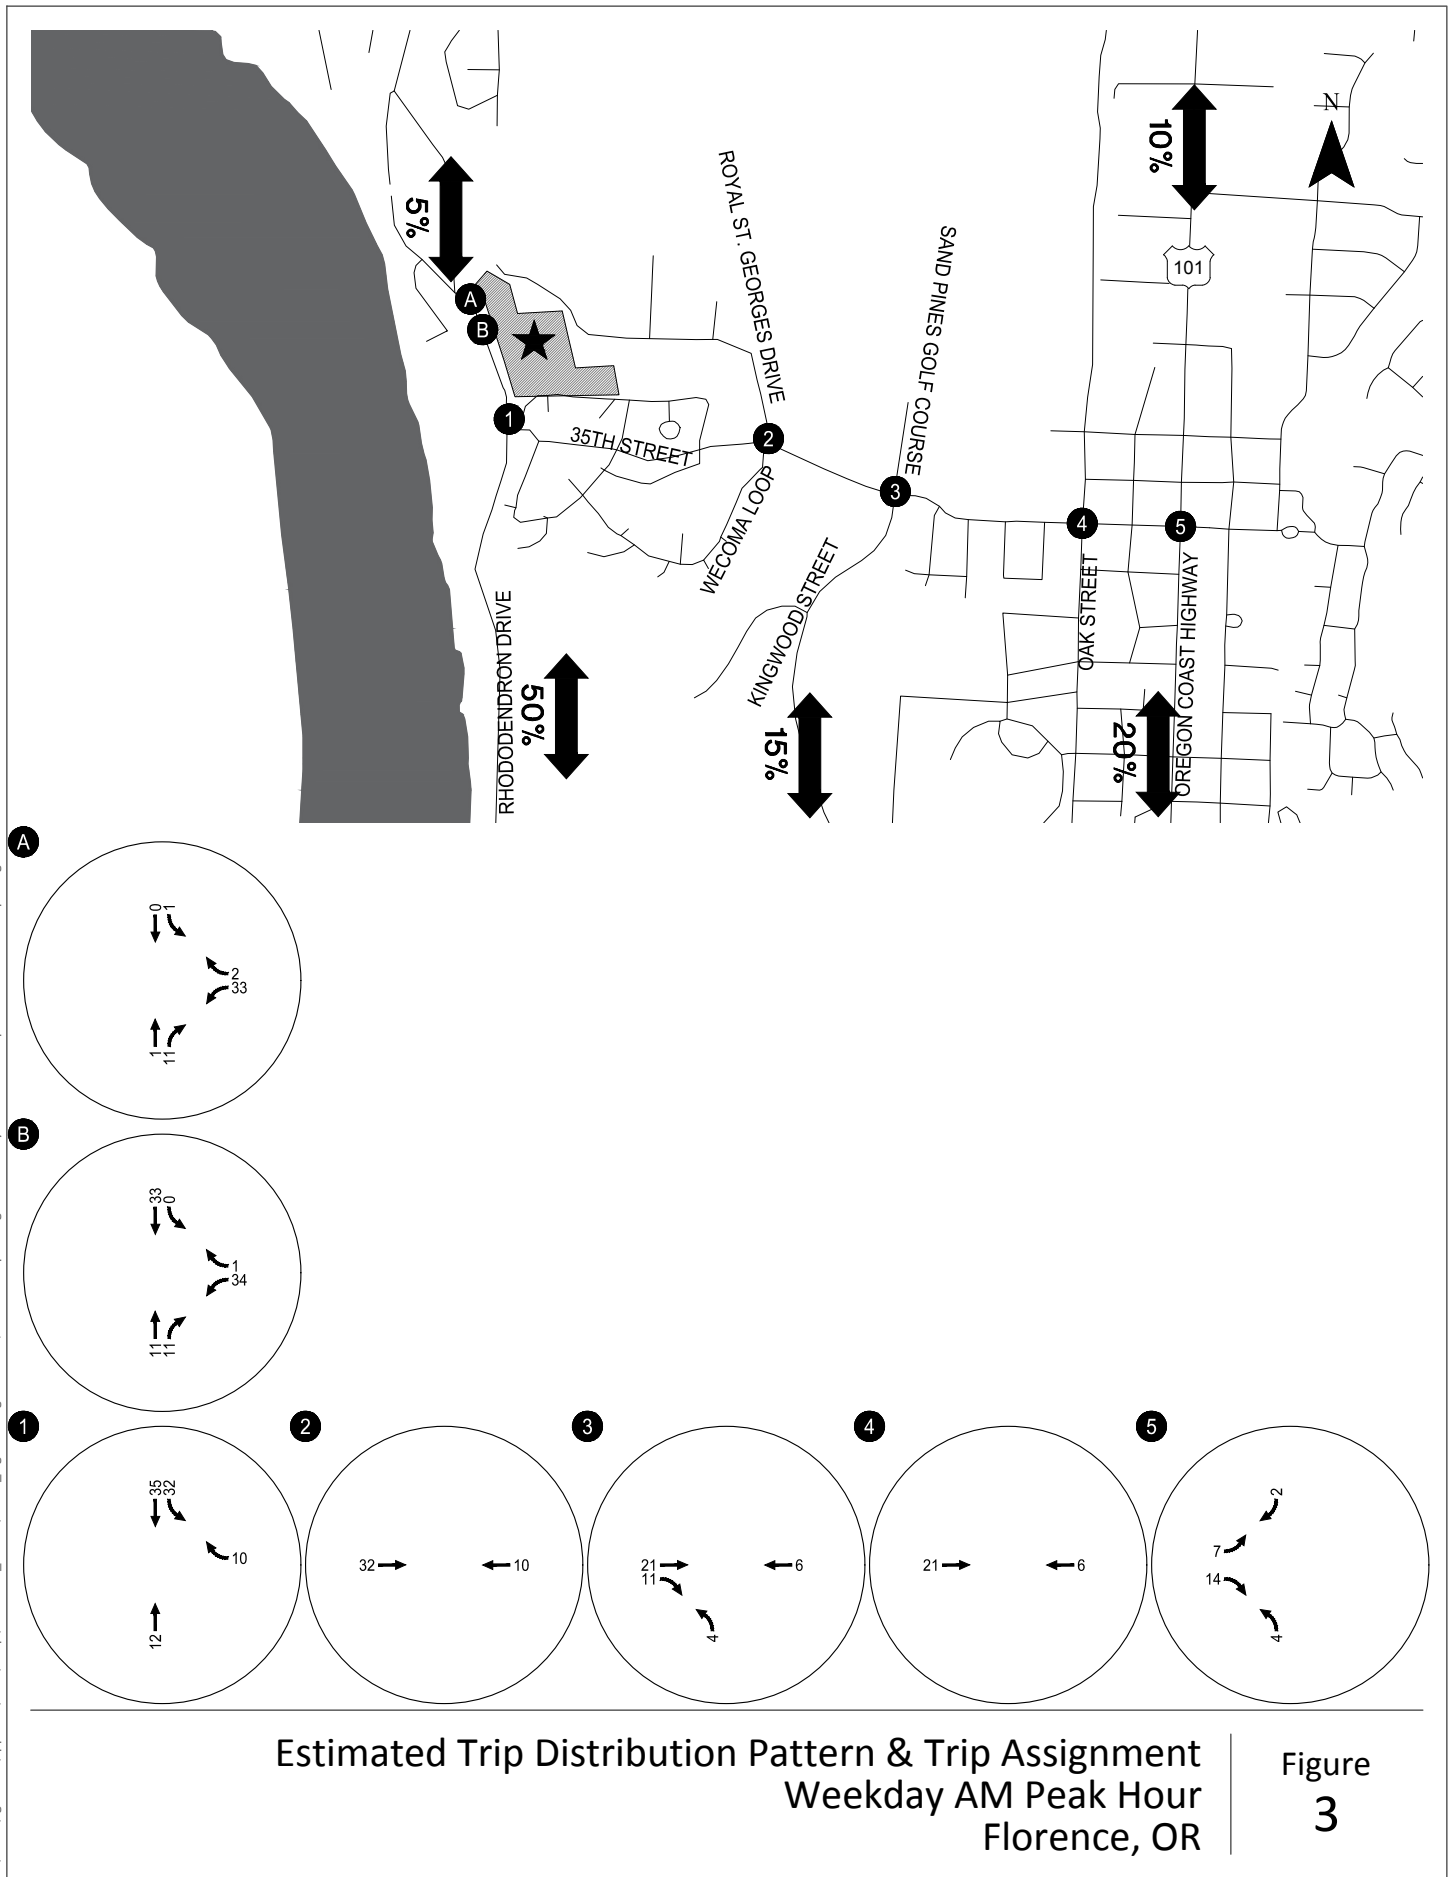 10%
N
5%
ROYAL ST. GEORGES DRIVE
SAND PINES GOLF COURSE
101
A
B
1
35TH STREET
2
3
4
5
WECOMA LOOP
KINGWOOD STREET
OAK STREET
OREGON COAST HIGHWAY
RHODODENDRON DRIVE
50%
15%
20%
A
0
1
2
33
1
11
B
33
0
1
34
11
11
1
35
32
10
12
2
32
10
3
21
11
6
4
4
21
6
5
2
7
14
4
Estimated Trip Distribution Pattern & Trip Assignment
Weekday AM Peak Hour
Florence, OR
Figure
3